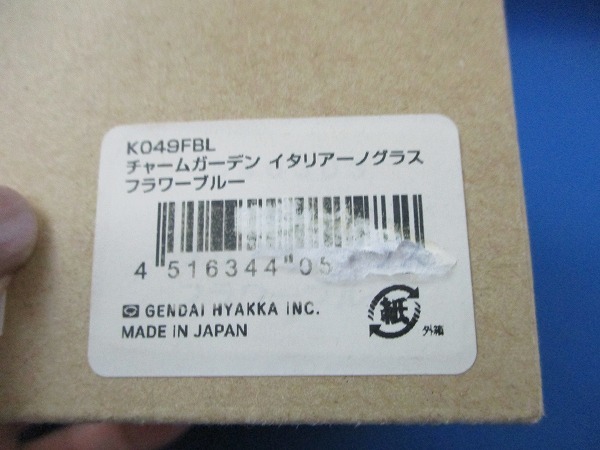 K049FBL
チャームガーデン イタリアーノグラス
フラワーブルー
4 516344 05
GENDAI HYAKKA INC.
MADE IN JAPAN
紙
外箱